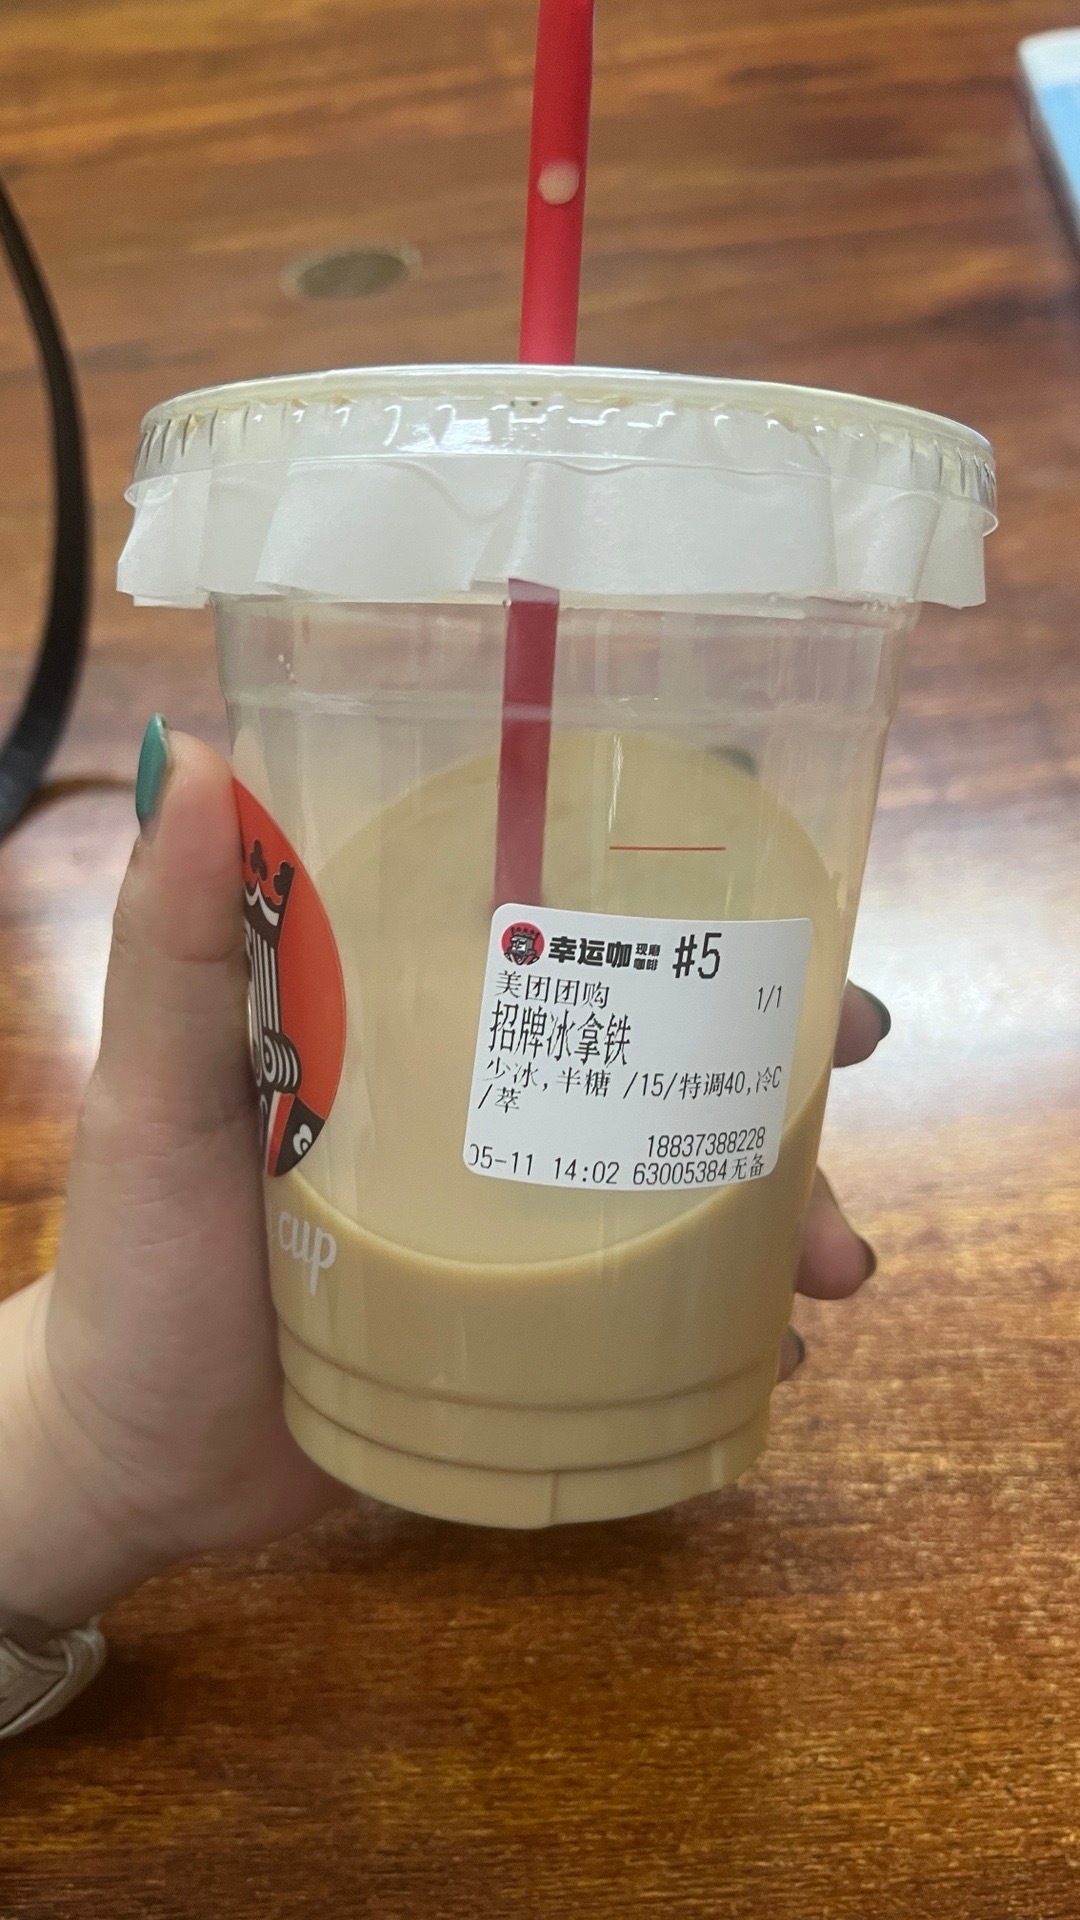 幸运咖 现磨咖啡 #5
美团团购 1/1
招牌冰拿铁
少冰,半糖 /15/特调40,冷C
/萃
18837388228
05-11 14:02 63005384无备
cup